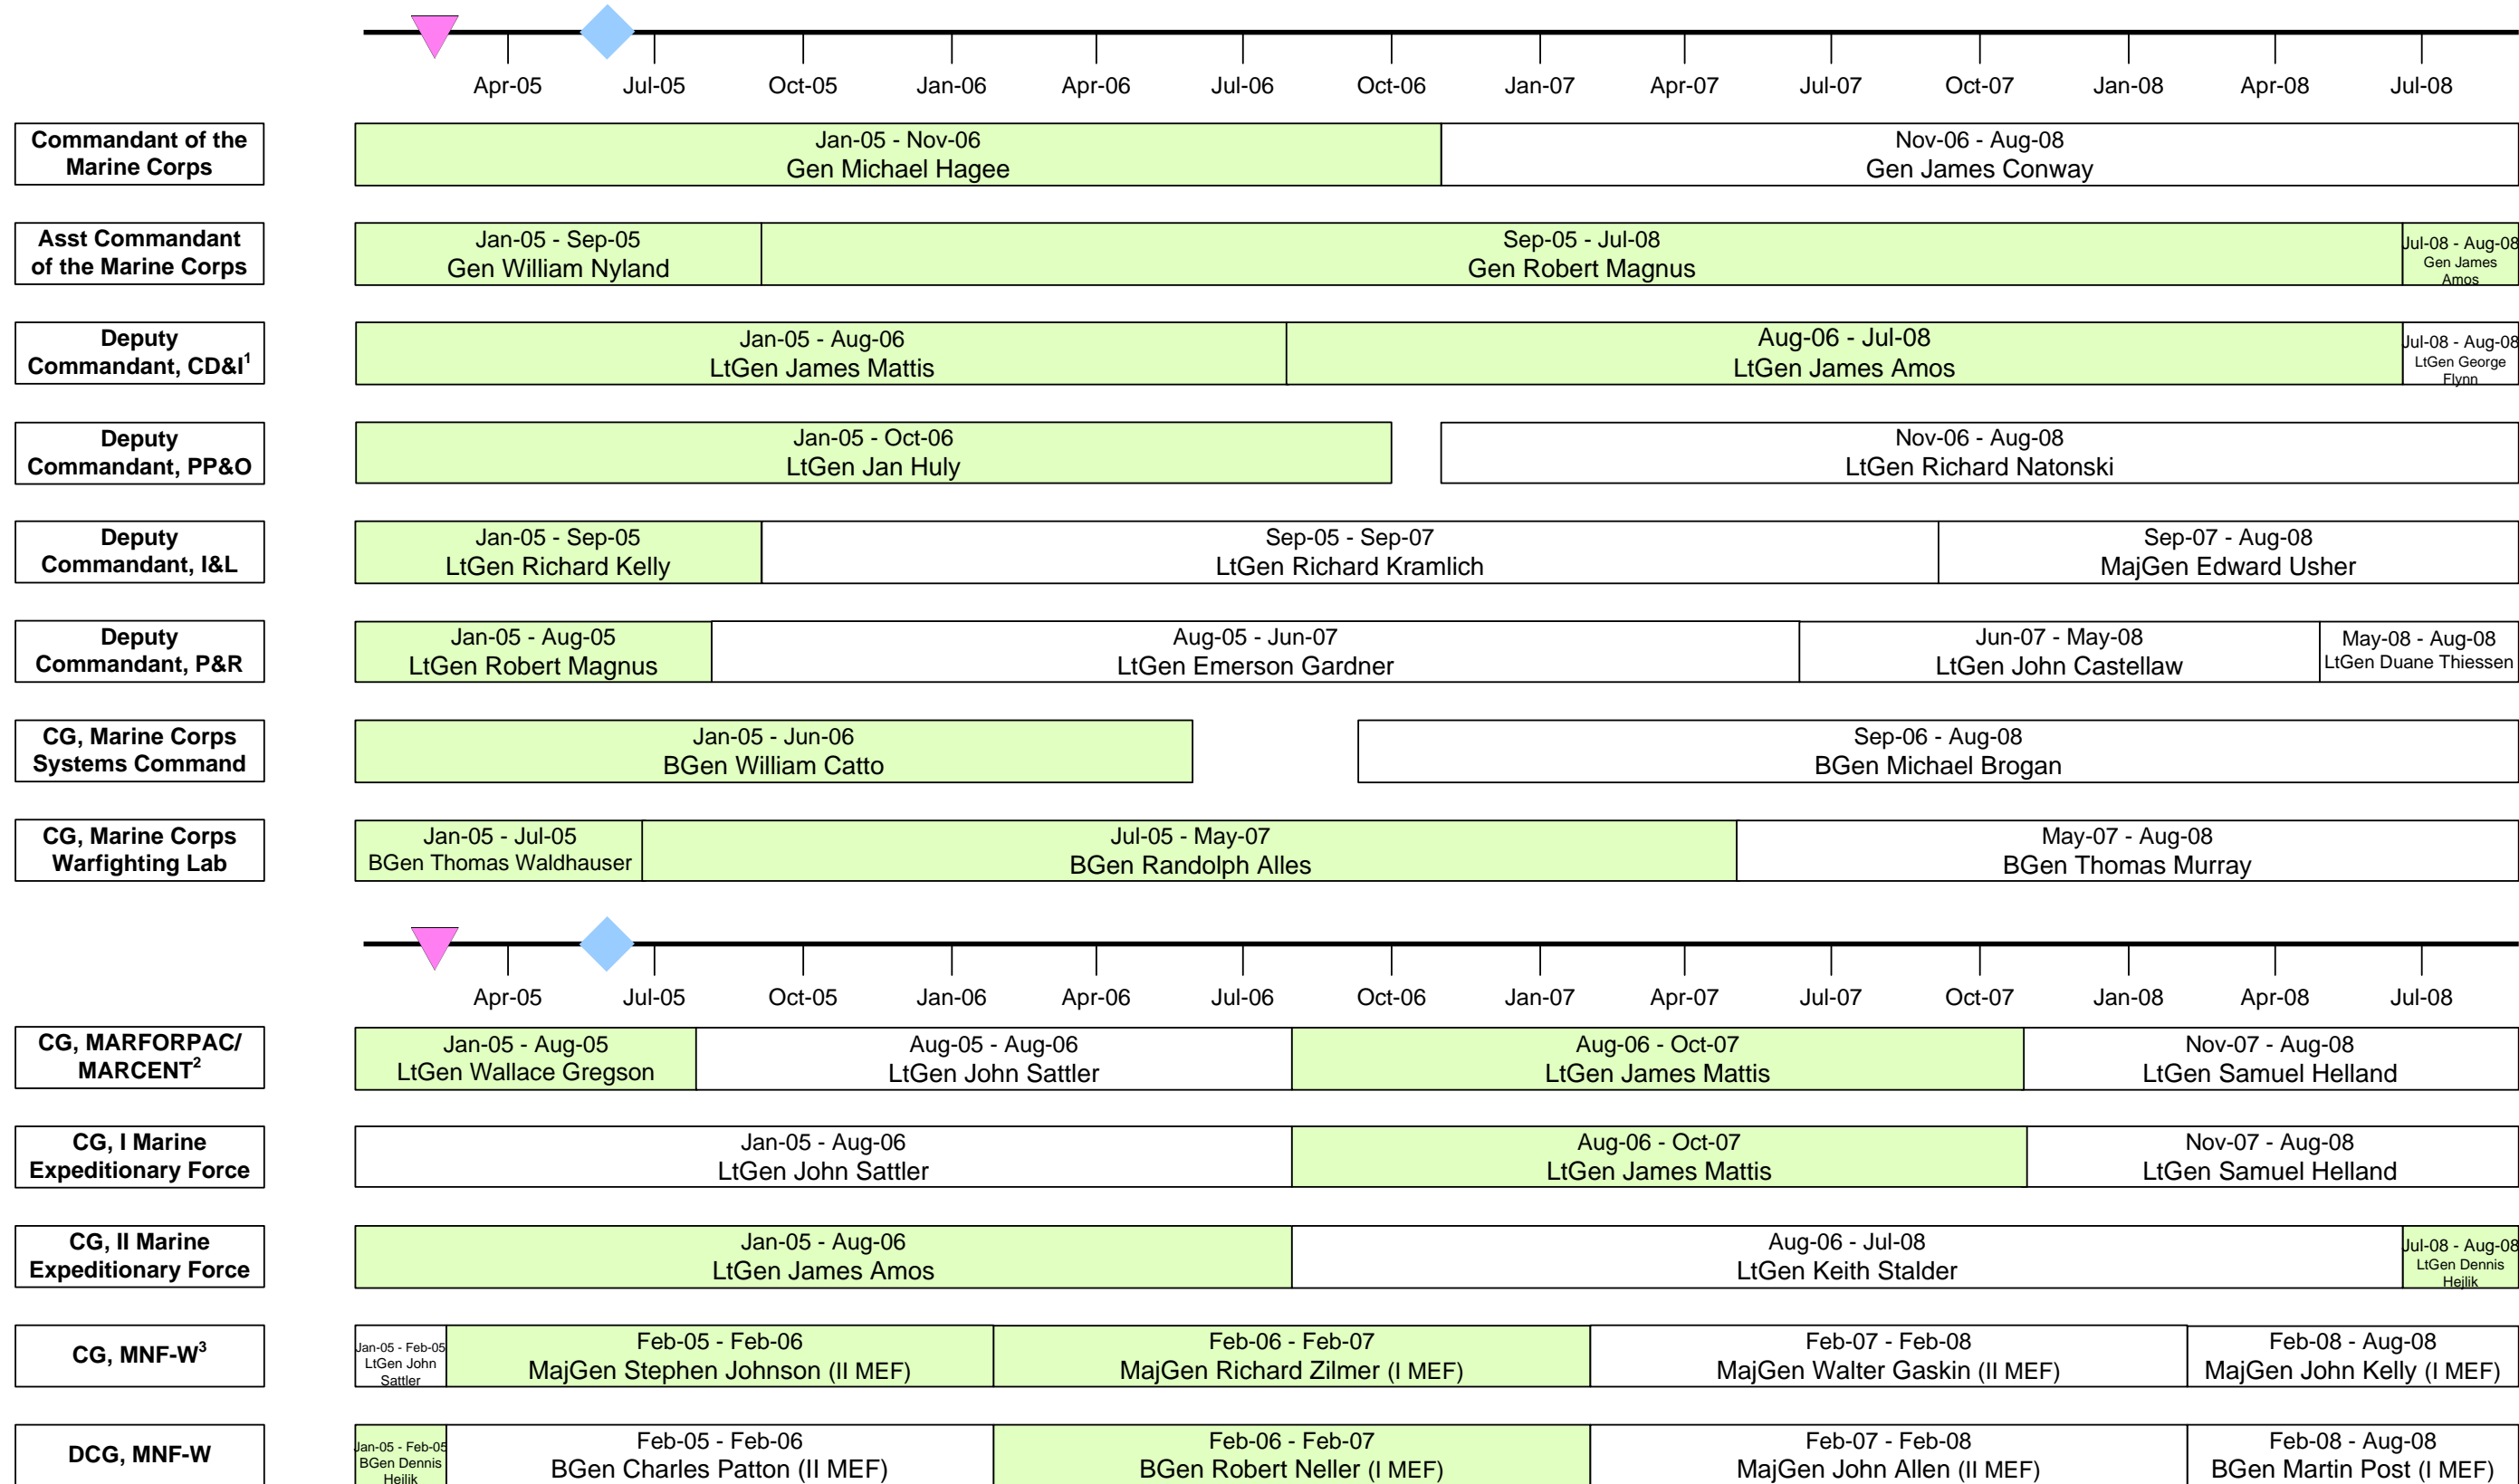 Apr-05 Jul-05 Oct-05 Jan-06 Apr-06 Jul-06 Oct-06 Jan-07 Apr-07 Jul-07 Oct-07 Jan-08 Apr-08 Jul-08
Commandant of the
Marine Corps
Jan-05 - Nov-06
Gen Michael Hagee
Nov-06 - Aug-08
Gen James Conway
Asst Commandant
of the Marine Corps
Jan-05 - Sep-05
Gen William Nyland
Sep-05 - Jul-08
Gen Robert Magnus
Jul-08 - Aug-08
Gen James
Amos
Deputy
Commandant, CD&I1
Jan-05 - Aug-06
LtGen James Mattis
Aug-06 - Jul-08
LtGen James Amos
Jul-08 - Aug-08
LtGen George
Flynn
Deputy
Commandant, PP&O
Jan-05 - Oct-06
LtGen Jan Huly
Nov-06 - Aug-08
LtGen Richard Natonski
Deputy
Commandant, I&L
Jan-05 - Sep-05
LtGen Richard Kelly
Sep-05 - Sep-07
LtGen Richard Kramlich
Sep-07 - Aug-08
MajGen Edward Usher
Deputy
Commandant, P&R
Jan-05 - Aug-05
LtGen Robert Magnus
Aug-05 - Jun-07
LtGen Emerson Gardner
Jun-07 - May-08
LtGen John Castellaw
May-08 - Aug-08
LtGen Duane Thiessen
CG, Marine Corps
Systems Command
Jan-05 - Jun-06
BGen William Catto
Sep-06 - Aug-08
BGen Michael Brogan
CG, Marine Corps
Warfighting Lab
Jan-05 - Jul-05
BGen Thomas Waldhauser
Jul-05 - May-07
BGen Randolph Alles
May-07 - Aug-08
BGen Thomas Murray
Apr-05 Jul-05 Oct-05 Jan-06 Apr-06 Jul-06 Oct-06 Jan-07 Apr-07 Jul-07 Oct-07 Jan-08 Apr-08 Jul-08
CG, MARFORPAC/
MARCENT2
Jan-05 - Aug-05
LtGen Wallace Gregson
Aug-05 - Aug-06
LtGen John Sattler
Aug-06 - Oct-07
LtGen James Mattis
Nov-07 - Aug-08
LtGen Samuel Helland
CG, I Marine
Expeditionary Force
Jan-05 - Aug-06
LtGen John Sattler
Aug-06 - Oct-07
LtGen James Mattis
Nov-07 - Aug-08
LtGen Samuel Helland
CG, II Marine
Expeditionary Force
Jan-05 - Aug-06
LtGen James Amos
Aug-06 - Jul-08
LtGen Keith Stalder
Jul-08 - Aug-08
LtGen Dennis
Hejlik
CG, MNF-W3
Jan-05 - Feb-05
LtGen John
Sattler
Feb-05 - Feb-06
MajGen Stephen Johnson (II MEF)
Feb-06 - Feb-07
MajGen Richard Zilmer (I MEF)
Feb-07 - Feb-08
MajGen Walter Gaskin (II MEF)
Feb-08 - Aug-08
MajGen John Kelly (I MEF)
DCG, MNF-W
Jan-05 - Feb-05
BGen Dennis
Hejlik
Feb-05 - Feb-06
BGen Charles Patton (II MEF)
Feb-06 - Feb-07
BGen Robert Neller (I MEF)
Feb-07 - Feb-08
MajGen John Allen (II MEF)
Feb-08 - Aug-08
BGen Martin Post (I MEF)